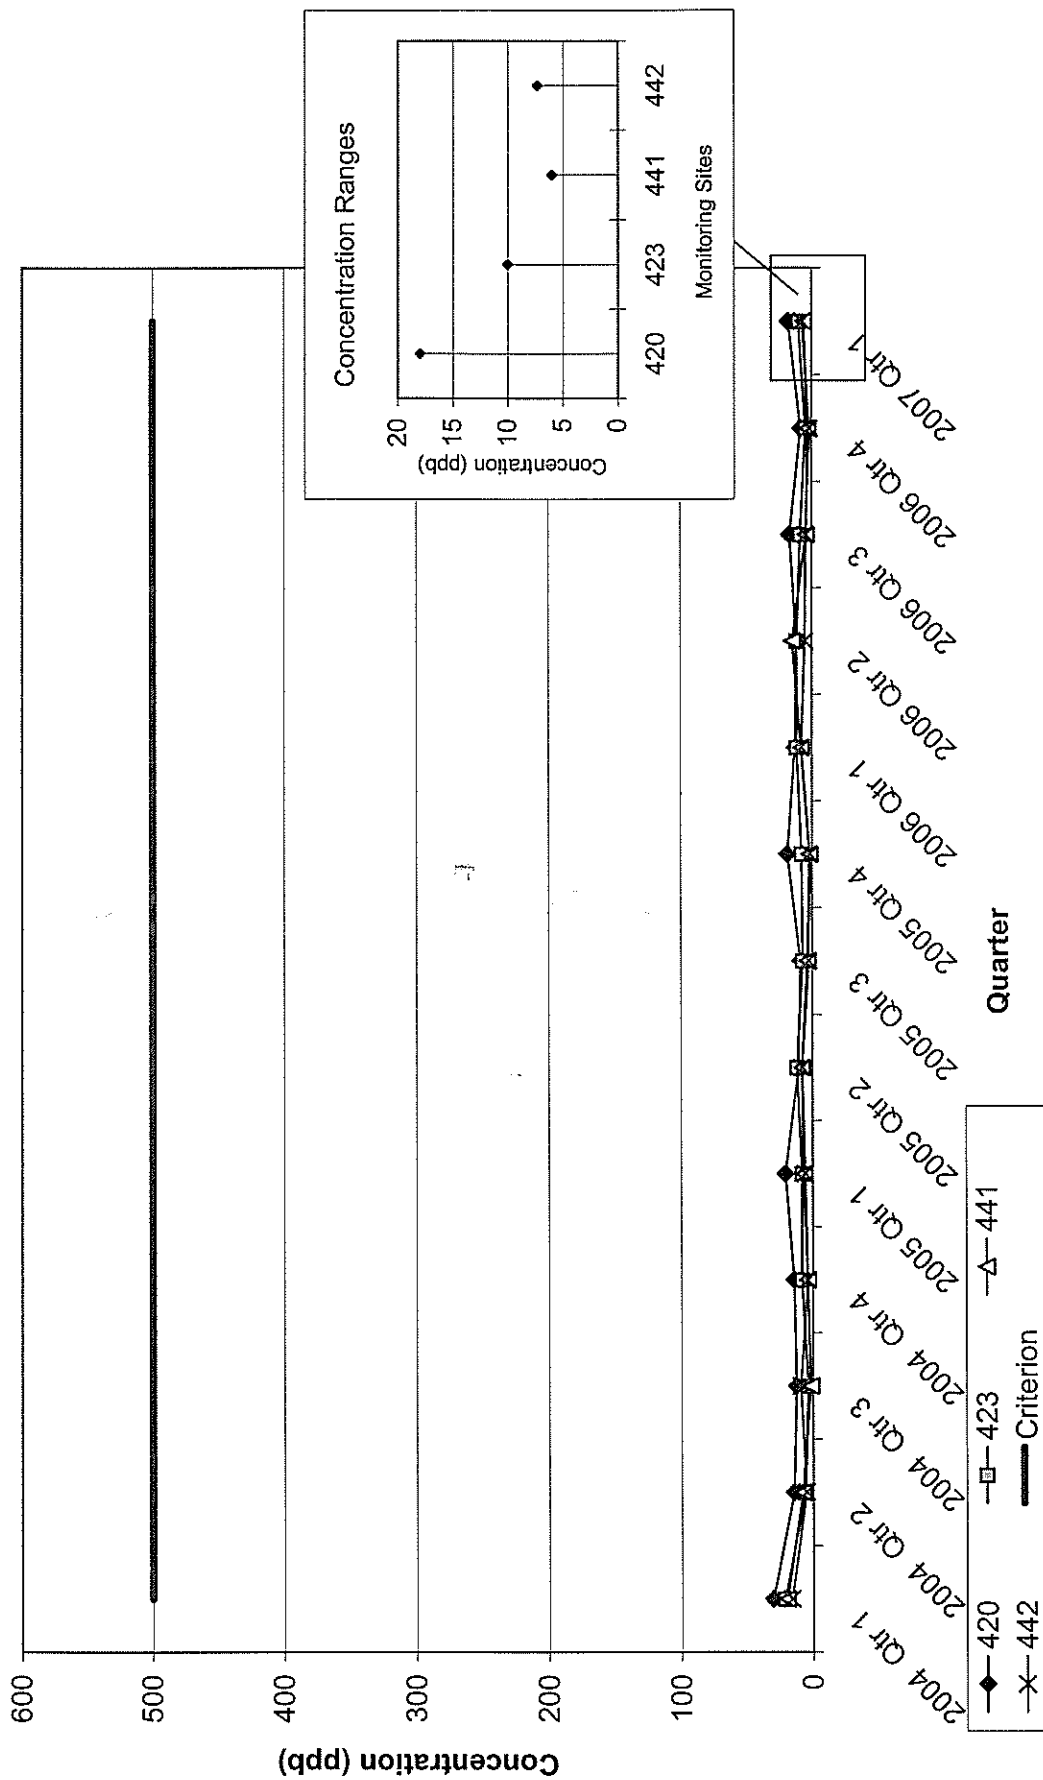 600
500
400
300
200
100
0
Concentration (ppb)
Concentration Ranges
20
15
10
5
0
Concentration (ppb)
420
423
441
442
Monitoring Sites
2004 Qtr 1
2004 Qtr 2
2004 Qtr 3
2004 Qtr 4
2005 Qtr 1
2005 Qtr 2
2005 Qtr 3
2005 Qtr 4
2006 Qtr 1
2006 Qtr 2
2006 Qtr 3
2006 Qtr 4
2007 Qtr 1
Quarter
420
423
441
442
Criterion